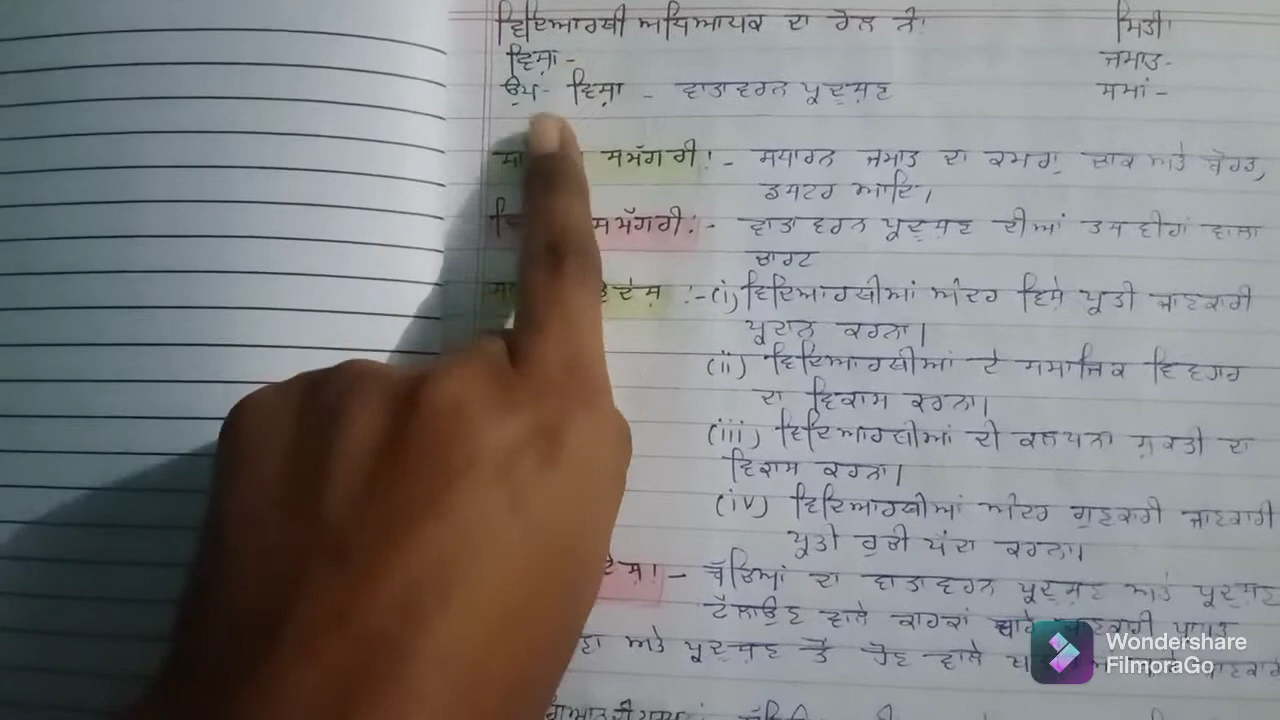 ਵਿਦਿਆਰਥੀ ਅਧਿਆਪਕ ਦਾ ਰੋਲ ਨੰ: ਮਿਤੀ
ਵਿਸ਼ਾ - ਜਮਾਤ-
ਉਪ- ਵਿਸ਼ਾ - ਵਾਤਾਵਰਨ ਪ੍ਰਦੂਸ਼ਣ ਸਮਾਂ -
ਸਮੱਗਰੀ:- ਸਧਾਰਨ ਜਮਾਤ ਦਾ ਕਮਰਾ, ਚਾਕ ਅਤੇ ਬੋਰਡ,
ਡਸਟਰ ਆਦਿ।
ਸਮੱਗਰੀ:- ਵਾਤਾਵਰਨ ਪ੍ਰਦੂਸ਼ਣ ਦੀਆਂ ਤਸਵੀਰਾਂ ਵਾਲਾ
ਚਾਰਟ
:- (i) ਵਿਦਿਆਰਥੀਆਂ ਅੰਦਰ ਵਿਸ਼ੇ ਪ੍ਰਤੀ ਜਾਣਕਾਰੀ
ਪ੍ਰਦਾਨ ਕਰਨਾ।
(ii) ਵਿਦਿਆਰਥੀਆਂ ਦੇ ਸਮਾਜਿਕ ਵਿਵਹਾਰ
ਦਾ ਵਿਕਾਸ ਕਰਨਾ।
(iii) ਵਿਦਿਆਰਥੀਆਂ ਦੀ ਕਲਪਨਾ ਸ਼ਕਤੀ ਦਾ
ਵਿਕਾਸ ਕਰਨਾ।
(iv) ਵਿਦਿਆਰਥੀਆਂ ਅੰਦਰ ਗੁਣਕਾਰੀ ਜਾਣਕਾਰੀ
ਪ੍ਰਤੀ ਰੁਚੀ ਪੈਦਾ ਕਰਨਾ।
:- ਬੱਚਿਆਂ ਦਾ ਵਾਤਾਵਰਨ ਪ੍ਰਦੂਸ਼ਣ ਅਤੇ ਪ੍ਰਦੂਸ਼ਣ
ਫੈਲਾਉਣ ਵਾਲੇ ਕਾਰਕਾਂ ਬਾਰੇ ਜਾਣਕਾਰੀ
ਅਤੇ ਪ੍ਰਦੂਸ਼ਣ ਤੋਂ ਹੋਣ ਵਾਲੇ
Wondershare
FilmoraGo